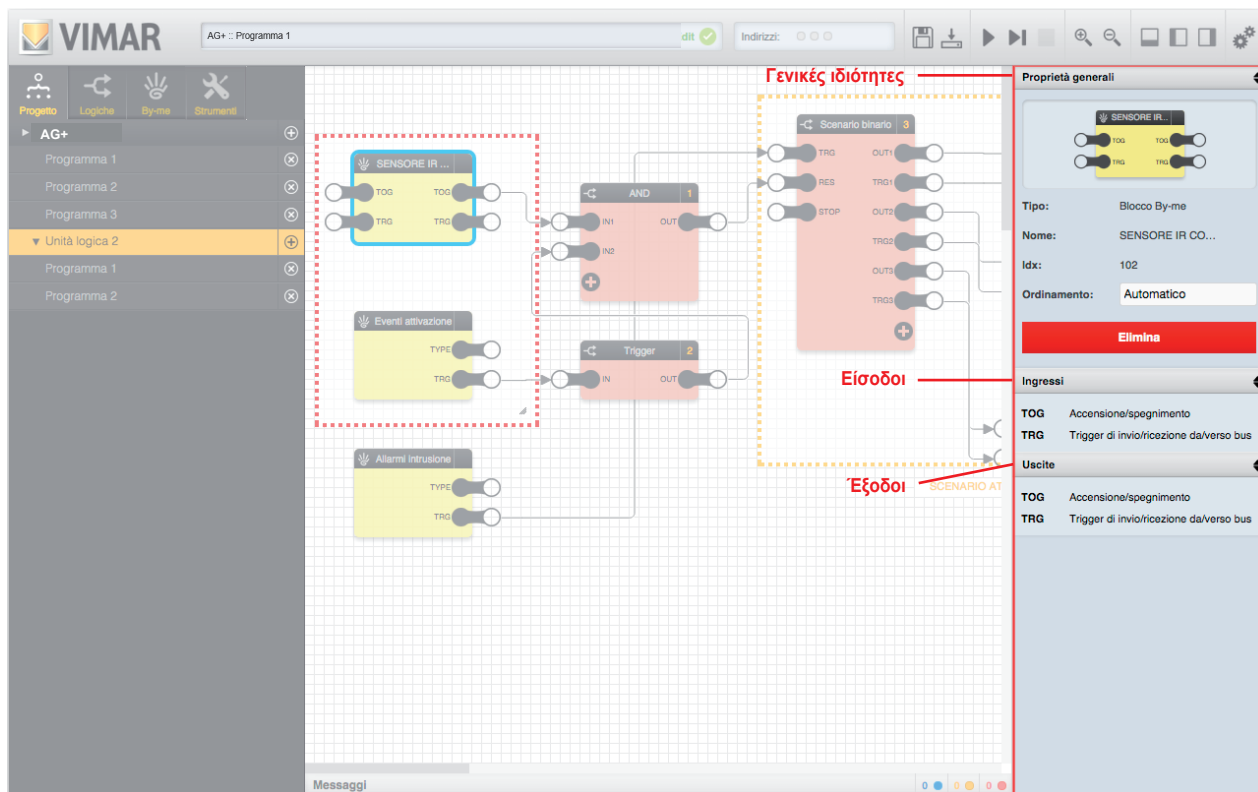 VIMAR
AG+ :: Programma 1
dit
Indirizzi:
Progetto
Logiche
By-me
Strumenti
AG+
Programma 1
Programma 2
Programma 3
Unità logica 2
Programma 1
Programma 2
SENSORE IR ...
TOG TOG
TRG TRG
Eventi attivazione
TYPE
TRG
Allarmi intrusione
TYPE
TRG
AND 1
IN1 OUT
IN2
Trigger 2
IN OUT
Scenario binario 3
TRG OUT1
RES TRG1
STOP OUT2
TRG2
OUT3
TRG3
SCENARIO AT
Γενικές ιδιότητες
Είσοδοι
Έξοδοι
Proprietà generali
SENSORE IR...
TOG TOG
TRG TRG
Tipo: Blocco By-me
Nome: SENSORE IR CO...
Idx: 102
Ordinamento: Automatico
Elimina
Ingressi
TOG Accensione/spegnimento
TRG Trigger di invio/ricezione da/verso bus
Uscite
TOG Accensione/spegnimento
TRG Trigger di invio/ricezione da/verso bus
Messaggi
0 0 0